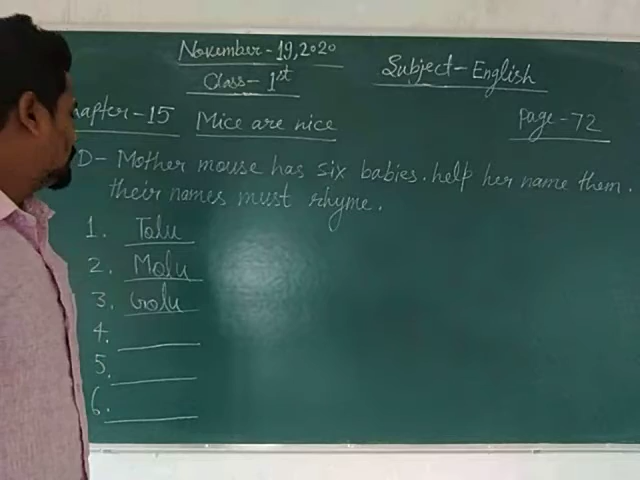 November-19,2020
Class-1st
Subject-English
hapter-15 Mice are nice
Page-72
D- Mother mouse has six babies. help her name them.
their names must rhyme.
1. Tolu
2. Molu
3. Golu
4.
5.
6.